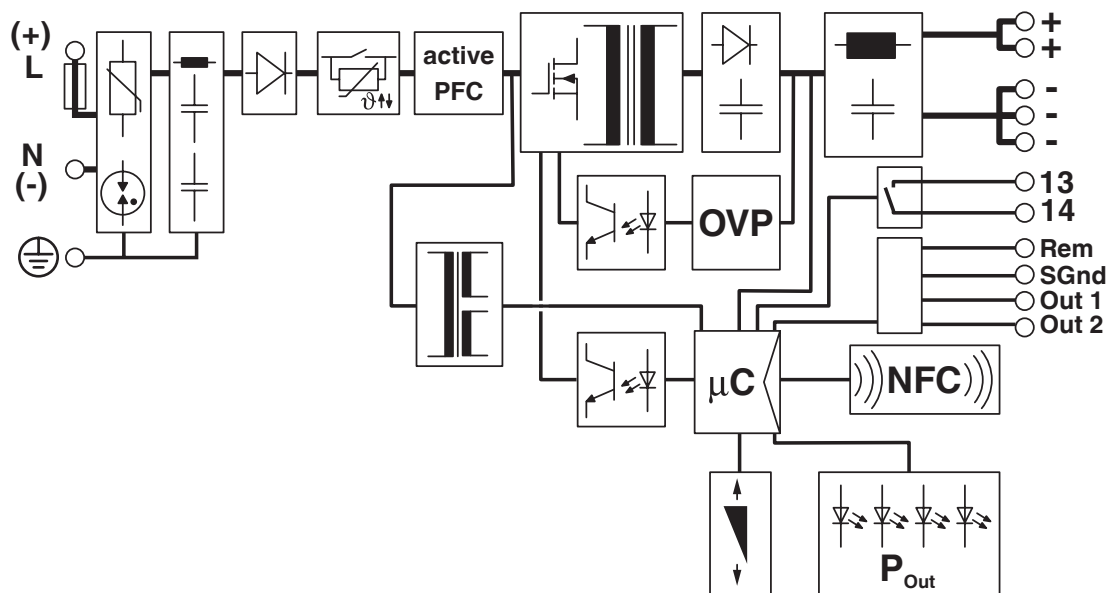 (+)
L
N
(-)
ϑ
active
PFC
OVP
+
+
-
-
-
13
14
Rem
SGnd
Out 1
Out 2
µC
NFC
P Out